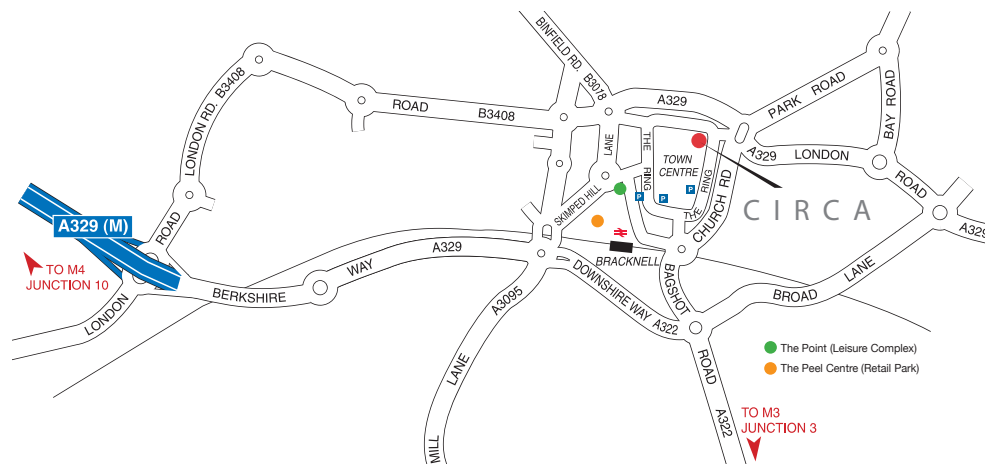 BINFIELD RD. B3078
LONDON RD. B3408
ROAD B3408
A329
PARK ROAD
BAY ROAD
LANE
THE RING
TOWN
CENTRE
THE RING
A329 LONDON ROAD
A329
CHURCH RD
SKIMPED HILL
P
P
P
CIRCA
A329 (M)
ROAD
LONDON
TO M4
JUNCTION 10
BERKSHIRE WAY A329
BRACKNELL
BAGSHOT ROAD A322
DOWNSHIRE WAY A322
BROAD LANE
A3095
MILL LANE
The Point (Leisure Complex)
The Peel Centre (Retail Park)
TO M3
JUNCTION 3